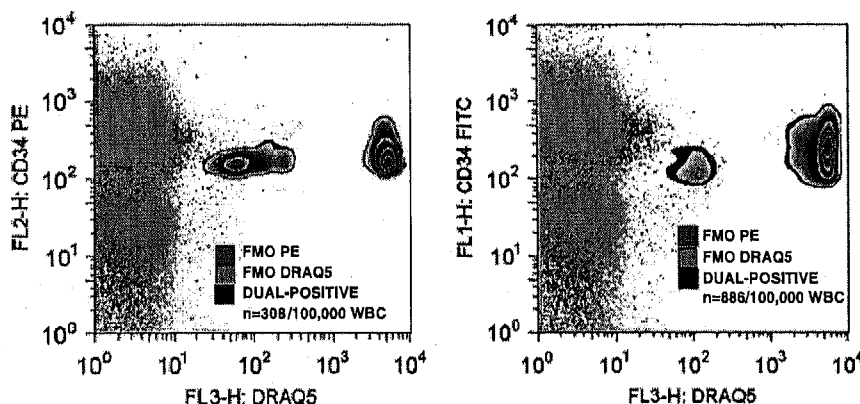 10⁴
10³
10²
10¹
10⁰
FL2-H: CD34 PE
FMO PE
FMO DRAQ5
DUAL-POSITIVE
n=308/100,000 WBC
10⁰ 10¹ 10² 10³ 10⁴
FL3-H: DRAQ5
10⁴
10³
10²
10¹
10⁰
FL1-H: CD34 FITC
FMO PE
FMO DRAQ5
DUAL-POSITIVE
n=886/100,000 WBC
10⁰ 10¹ 10² 10³ 10⁴
FL3-H: DRAQ5